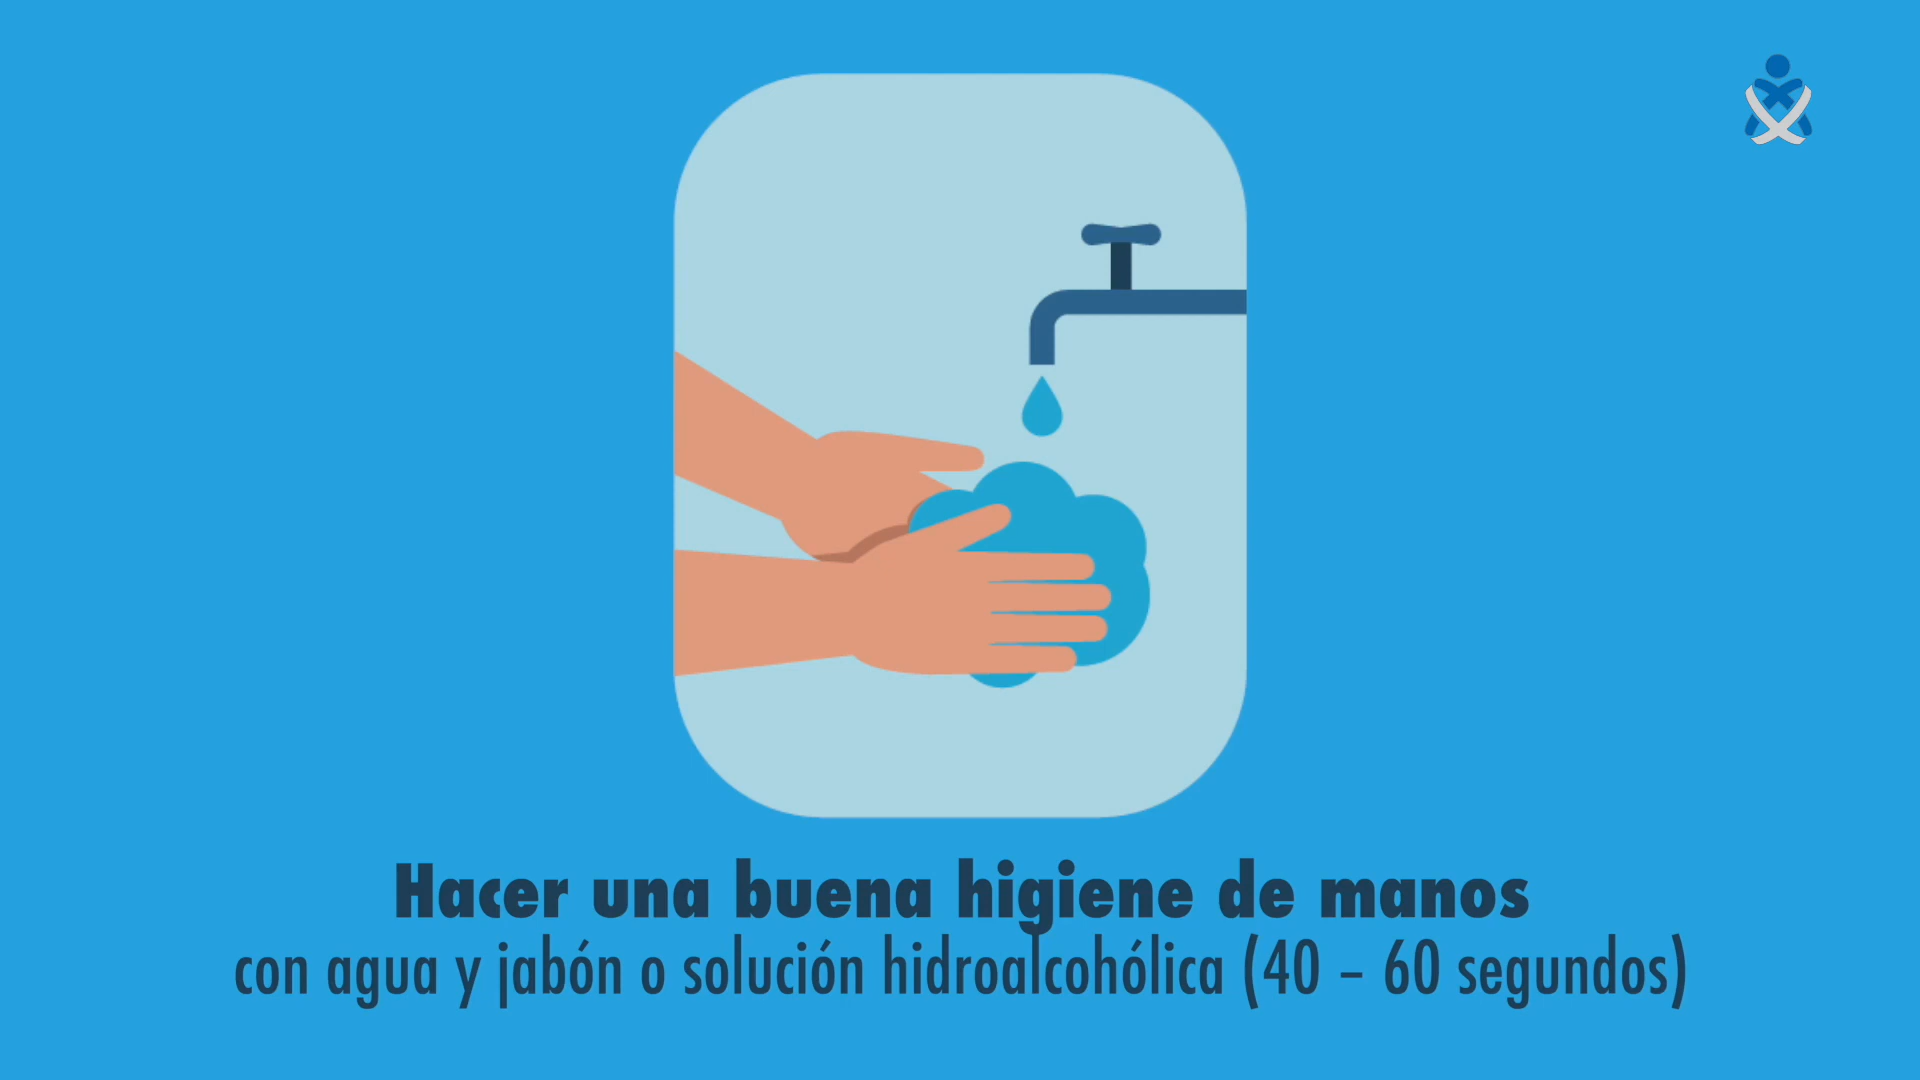 Hacer una buena higiene de manos
con agua y jabón o solución hidroalcohólica (40 – 60 segundos)